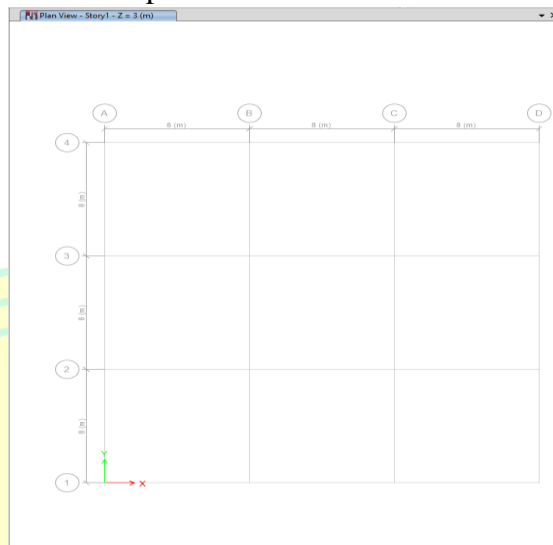 Plan View - Story1 - Z = 3 (m)
A B C D
8 (m) 8 (m) 8 (m)
4
8 (m)
3
8 (m)
2
8 (m)
Y
1
X